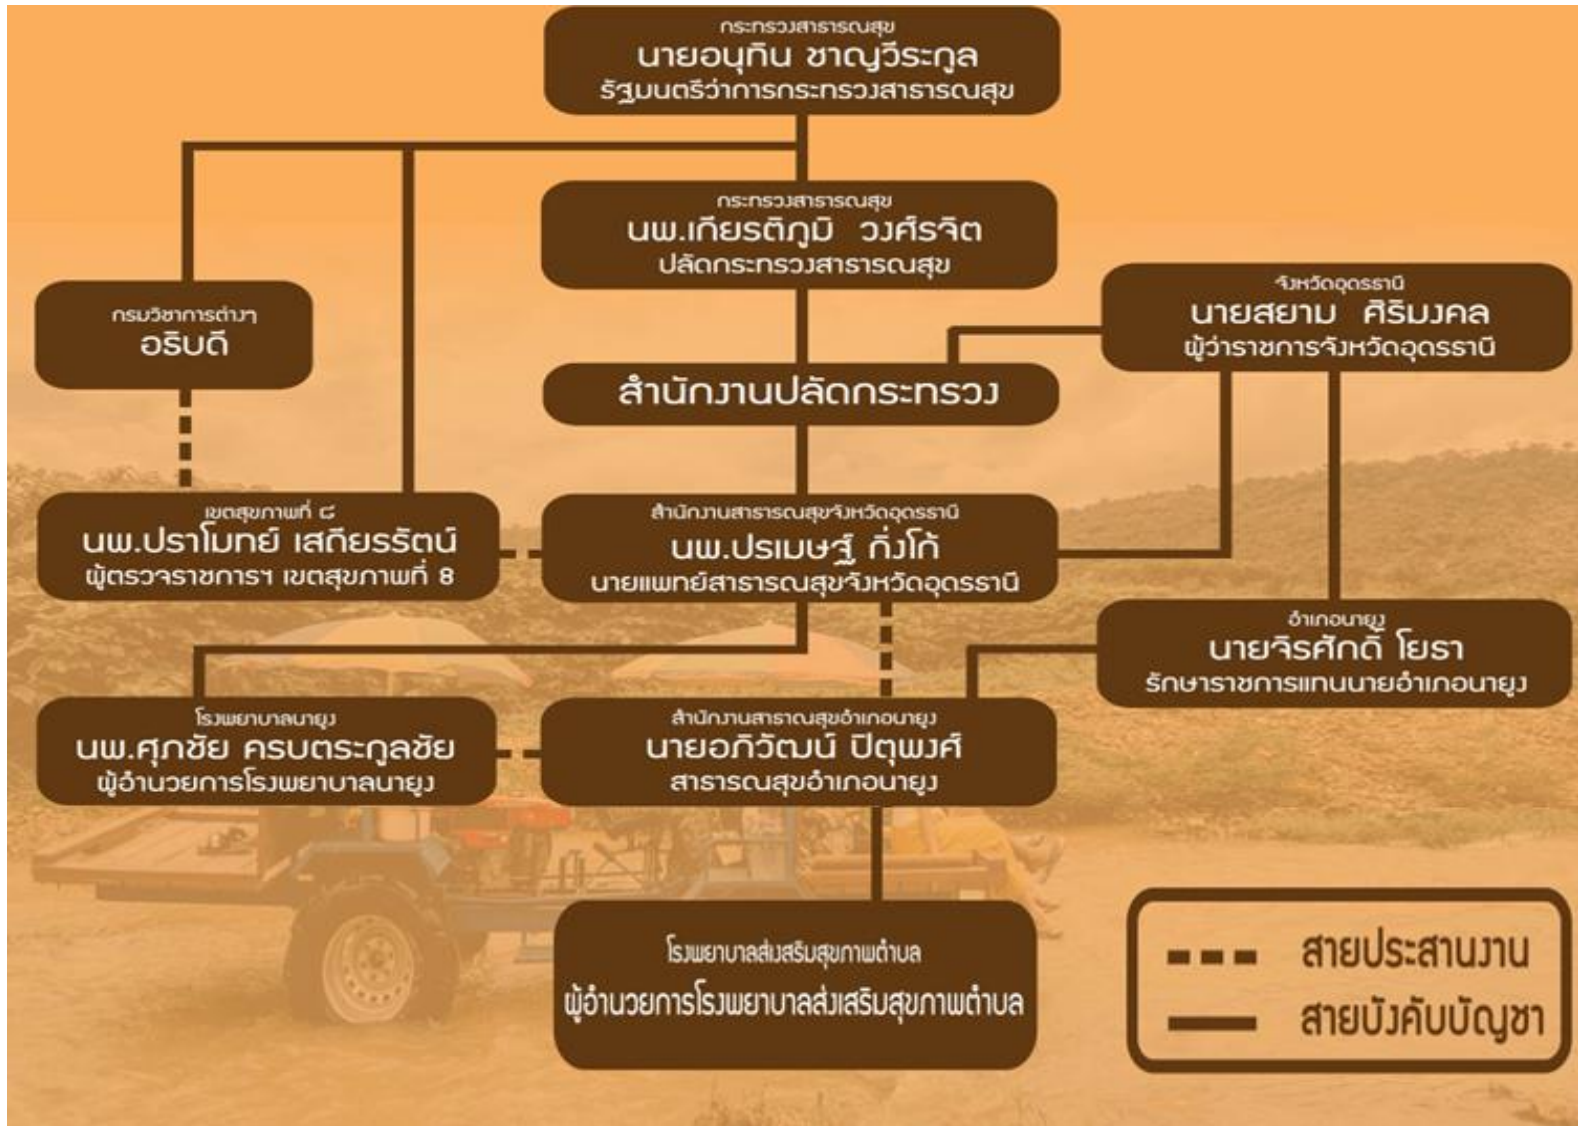 กระทรวงสาธารณสุข
นายอนุทิน ชาญวีระกูล
รัฐมนตรีว่าการกระทรวงสาธารณสุข
กระทรวงสาธารณสุข
นพ.เกียรติภูมิ วงศ์รจิต
ปลัดกระทรวงสาธารณสุข
กรมวิชาการต่างๆ
อธิบดี
จังหวัดอุดรธานี
นายสยาม ศิริมงคล
ผู้ว่าราชการจังหวัดอุดรธานี
สำนักงานปลัดกระทรวง
เขตสุขภาพที่ ๘
นพ.ปราโมทย์ เสถียรรัตน์
ผู้ตรวจราชการฯ เขตสุขภาพที่ 8
สำนักงานสาธารณสุขจังหวัดอุดรธานี
นพ.ปรเมษฐ์ กิ่งโก้
นายแพทย์สาธารณสุขจังหวัดอุดรธานี
อำเภอนายูง
นายจิรศักดิ์ โยธา
รักษาราชการแทนนายอำเภอนายูง
โรงพยาบาลนายูง
นพ.ศุภชัย ครบตระกูลชัย
ผู้อำนวยการโรงพยาบาลนายูง
สำนักงานสาธาณสุขอำเภอนายูง
นายอภิวัฒน์ ปิตุพงศ์
สาธารณสุขอำเภอนายูง
โรงพยาบาลส่งสริมสุขภาพตำบล
ผู้อำนวยการโรงพยาบาลส่งเสริมสุขภาพตำบล
สายประสานงาน
สายบังคับบัญชา